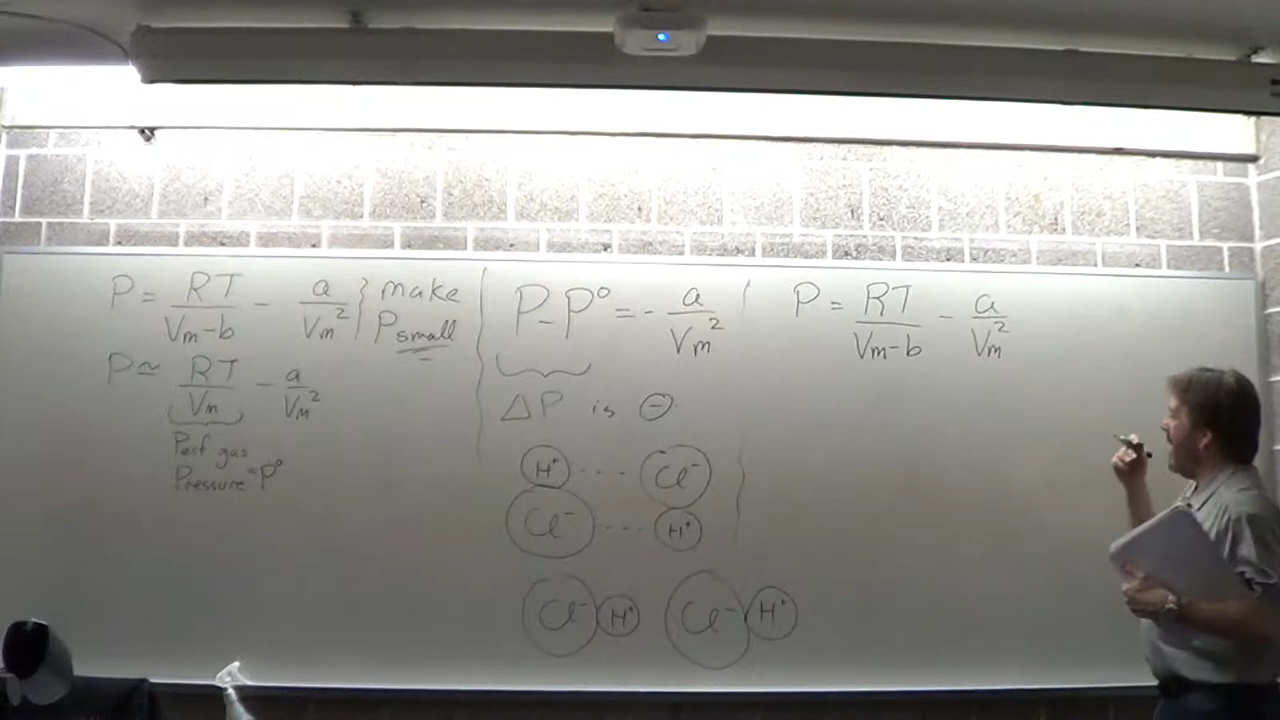 P = RT/(Vm-b) - a/Vm² } make
P small
P ≃ RT/Vm - a/Vm²
Perf gas
Pressure = P°
P - P° = - a/Vm²
ΔP is ⊖
H⁺ ... Cl⁻
Cl⁻ ... H⁺
Cl⁻ H⁺ Cl⁻ H⁺
P = RT/(Vm-b) - a/Vm²